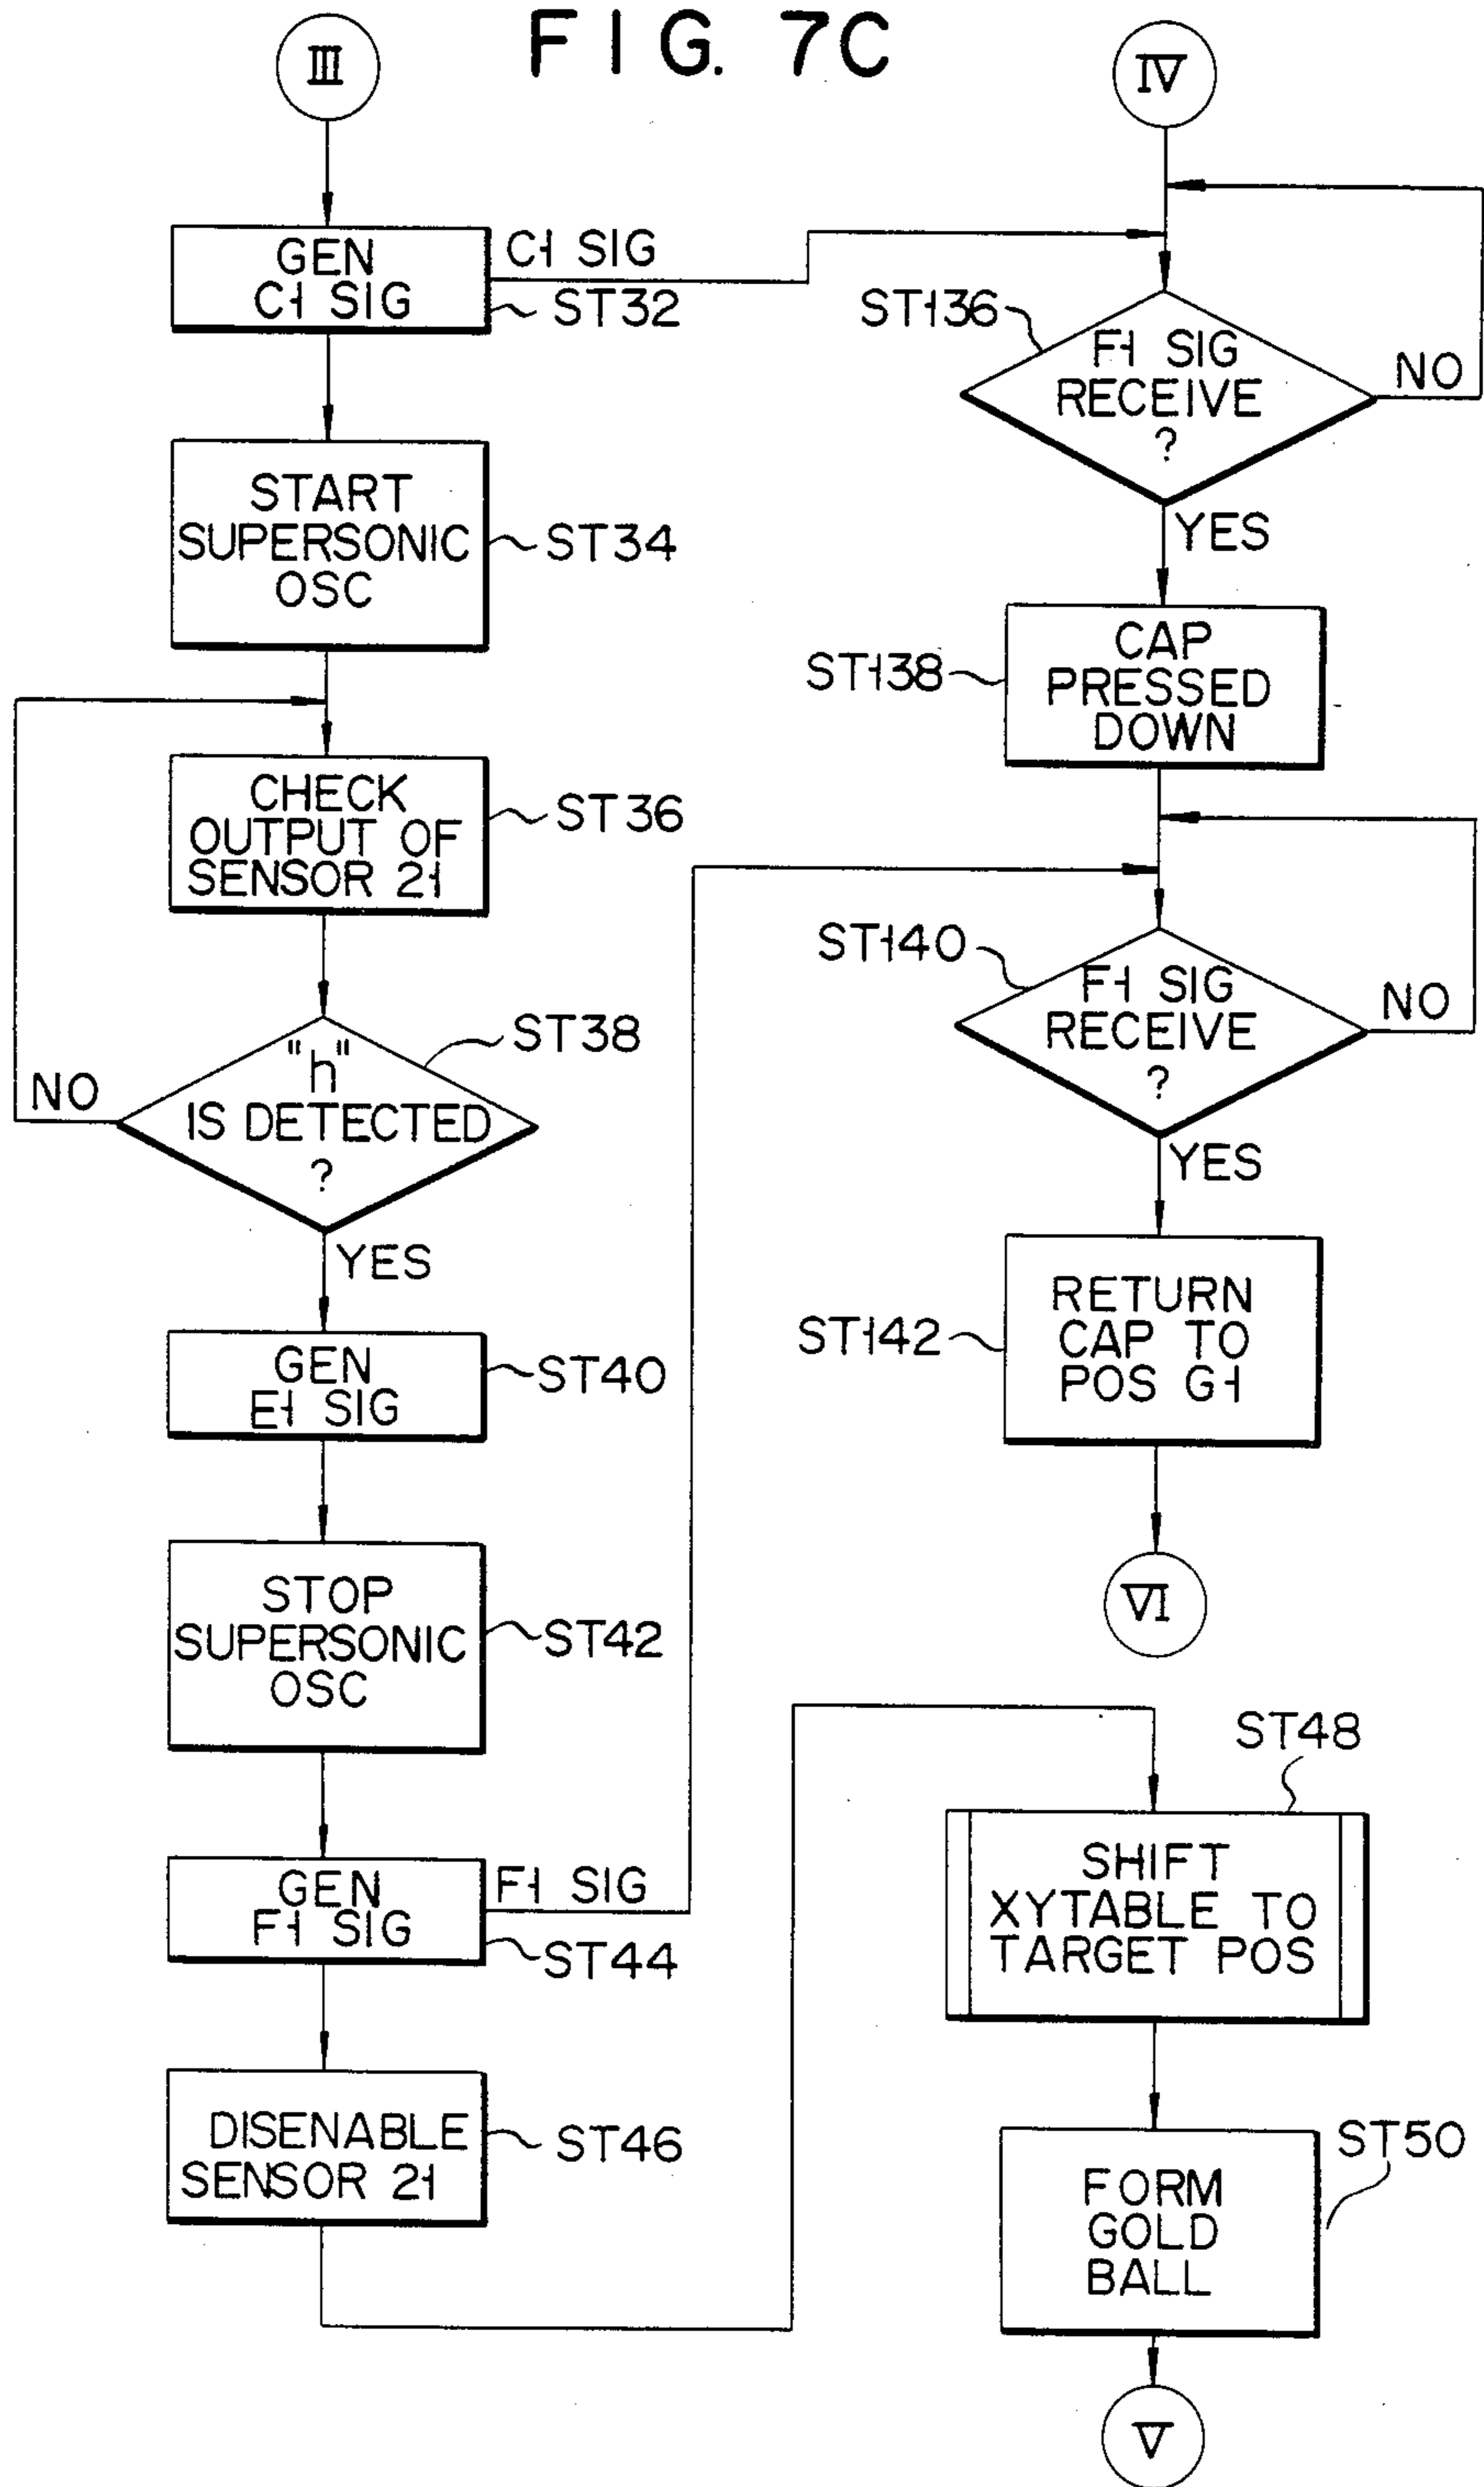 FIG. 7C
III
GEN
C1 SIG
C1 SIG
ST32
START
SUPERSONIC
OSC
ST34
CHECK
OUTPUT OF
SENSOR 21
ST36
"h"
IS DETECTED
?
ST38
NO
YES
GEN
E1 SIG
ST40
STOP
SUPERSONIC
OSC
ST42
GEN
F1 SIG
F1 SIG
ST44
DISENABLE
SENSOR 21
ST46
IV
ST136
F1 SIG
RECEIVE
?
NO
YES
ST138
CAP
PRESSED
DOWN
ST140
F1 SIG
RECEIVE
?
NO
YES
ST142
RETURN
CAP TO
POS G1
VI
ST48
SHIFT
XYTABLE TO
TARGET POS
ST50
FORM
GOLD
BALL
V